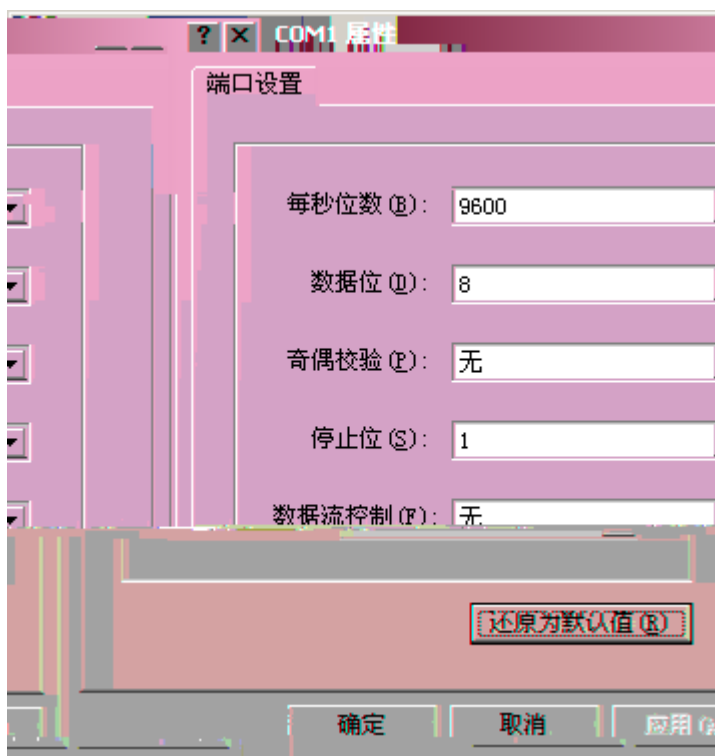 COM1 属性
端口设置
每秒位数(B): 9600
数据位(D): 8
奇偶校验(P): 无
停止位(S): 1
数据流控制(F): 无
还原为默认值(R)
确定 取消 应用(A